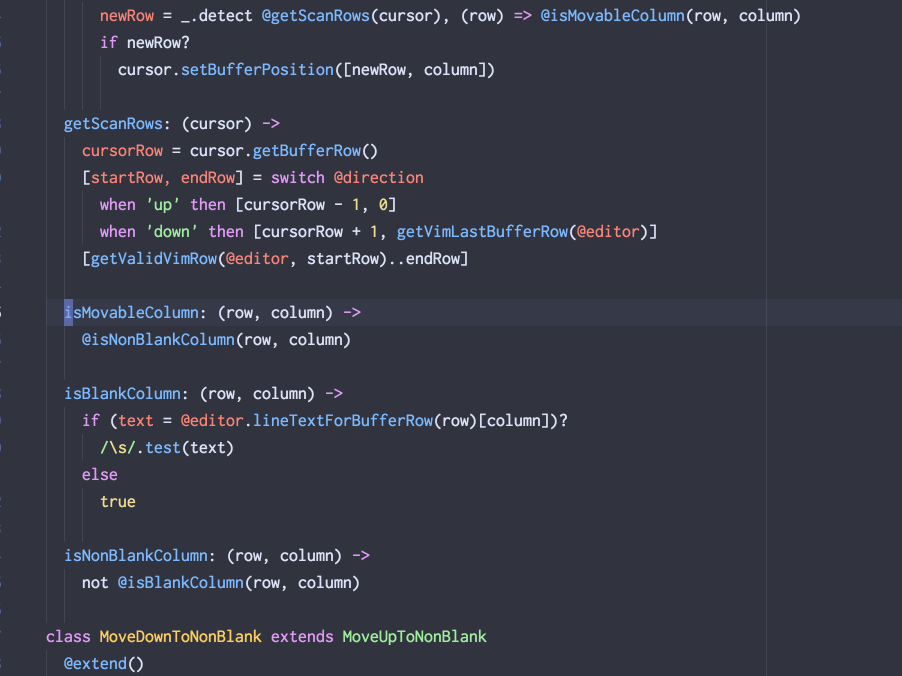 newRow = _.detect @getScanRows(cursor), (row) => @isMovableColumn(row, column)
if newRow?
cursor.setBufferPosition([newRow, column])
getScanRows: (cursor) ->
cursorRow = cursor.getBufferRow()
[startRow, endRow] = switch @direction
when 'up' then [cursorRow - 1, 0]
when 'down' then [cursorRow + 1, getVimLastBufferRow(@editor)]
[getValidVimRow(@editor, startRow)..endRow]
isMovableColumn: (row, column) ->
@isNonBlankColumn(row, column)
isBlankColumn: (row, column) ->
if (text = @editor.lineTextForBufferRow(row)[column])?
/\s/.test(text)
else
true
isNonBlankColumn: (row, column) ->
not @isBlankColumn(row, column)
class MoveDownToNonBlank extends MoveUpToNonBlank
@extend()